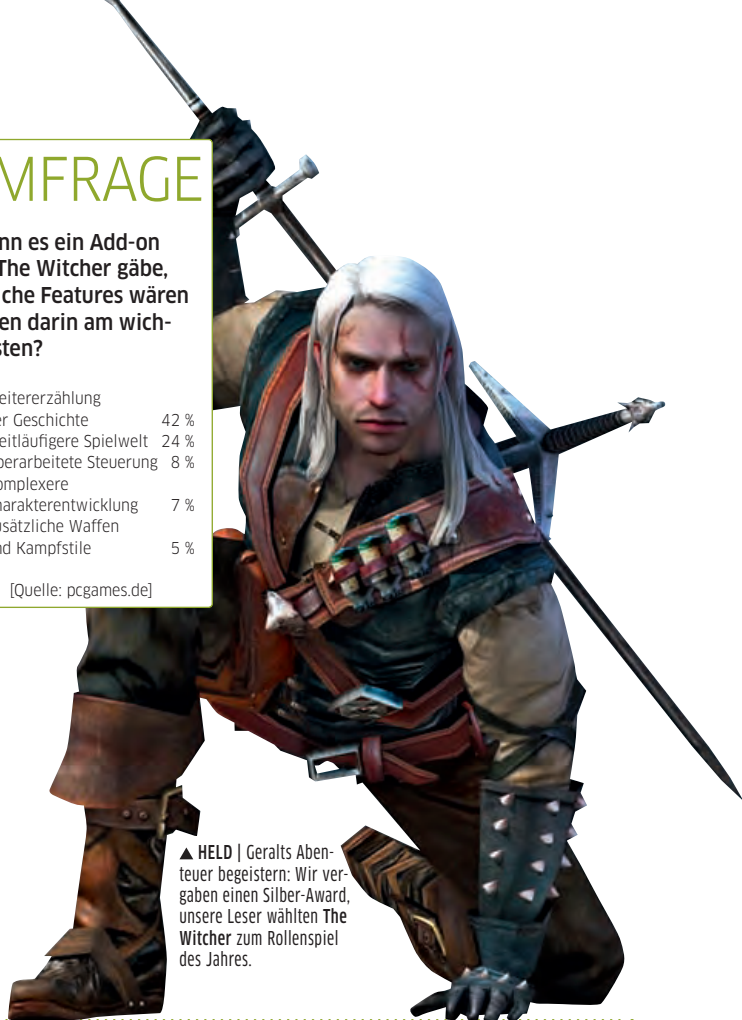 MFRAGE
nn es ein Add-on
The Witcher gäbe,
che Features wären
en darin am wich-
sten?
eitererzählung
er Geschichte 42 %
eitläufigere Spielwelt 24 %
berarbeitete Steuerung 8 %
omplexere
harakterentwicklung 7 %
usätzliche Waffen
nd Kampfstile 5 %
[Quelle: pcgames.de]
▲ HELD | Geralts Aben-
teuer begeistern: Wir ver-
gaben einen Silber-Award,
unsere Leser wählten The
Witcher zum Rollenspiel
des Jahres.